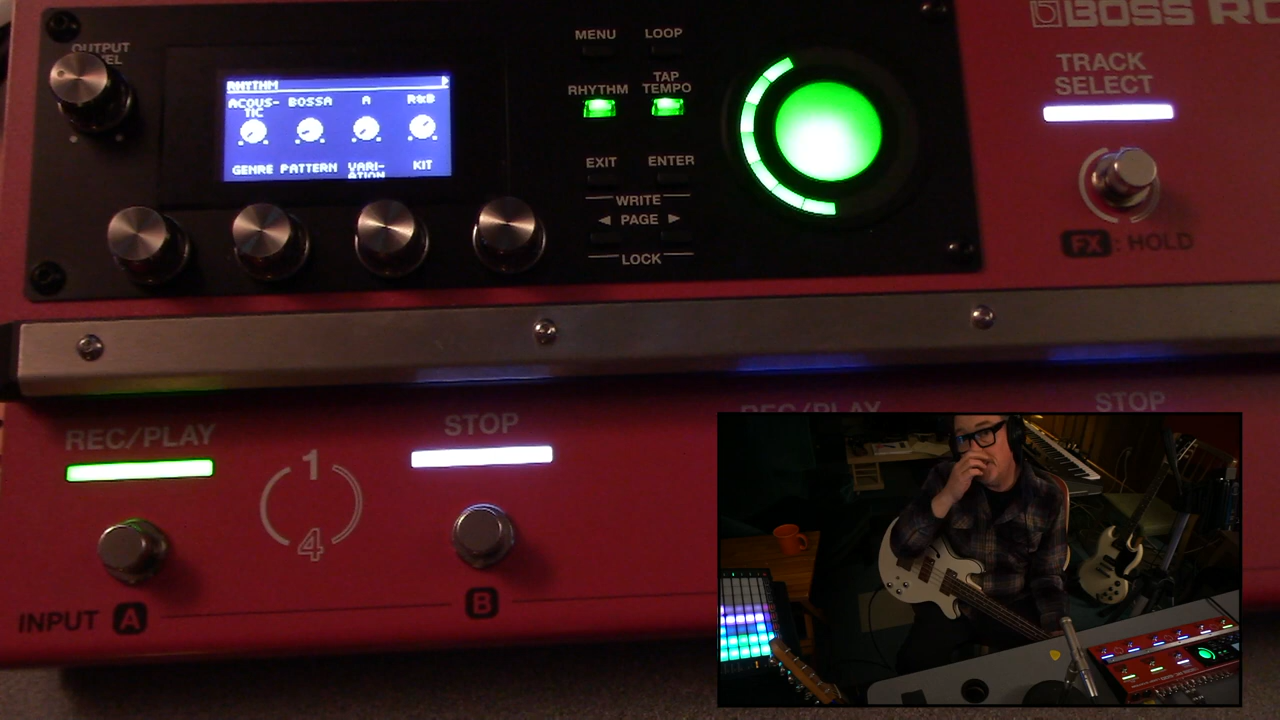 OUTPUT
MENU LOOP
BOSS RC
RHYTHM
ACOUS-
TIC
BOSSA
A
R&B
GENRE PATTERN VARI-
ATION
KIT
RHYTHM
TAP
TEMPO
TRACK
SELECT
EXIT ENTER
WRITE
PAGE
LOCK
FX : HOLD
REC/PLAY
STOP
REC/PLAY
STOP
1
4
INPUT A
B